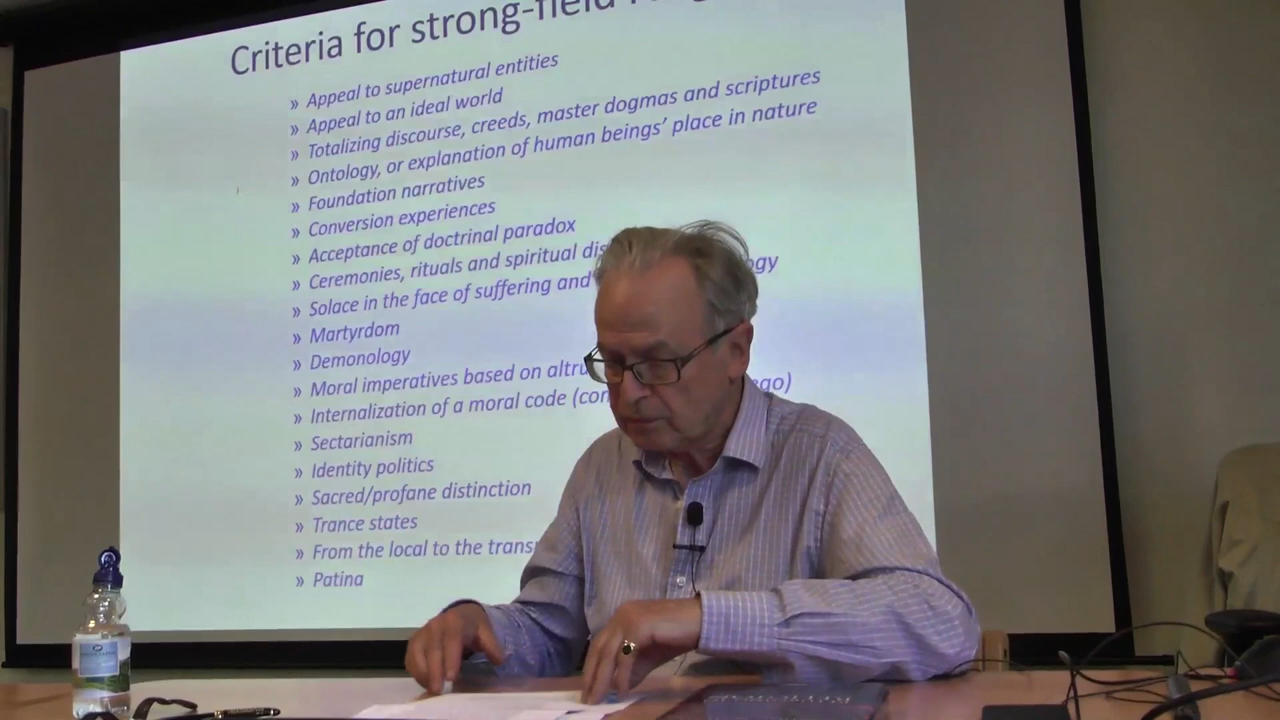 Criteria for strong-field
» Appeal to supernatural entities
» Appeal to an ideal world
» Totalizing discourse, creeds, master dogmas and scriptures
» Ontology, or explanation of human beings' place in nature
» Foundation narratives
» Conversion experiences
» Acceptance of doctrinal paradox
» Ceremonies, rituals and spiritual
» Solace in the face of suffering and
» Martyrdom
» Demonology
» Moral imperatives based on
» Internalization of a moral code
» Sectarianism
» Identity politics
» Sacred/profane distinction
» Trance states
» From the local to the
» Patina